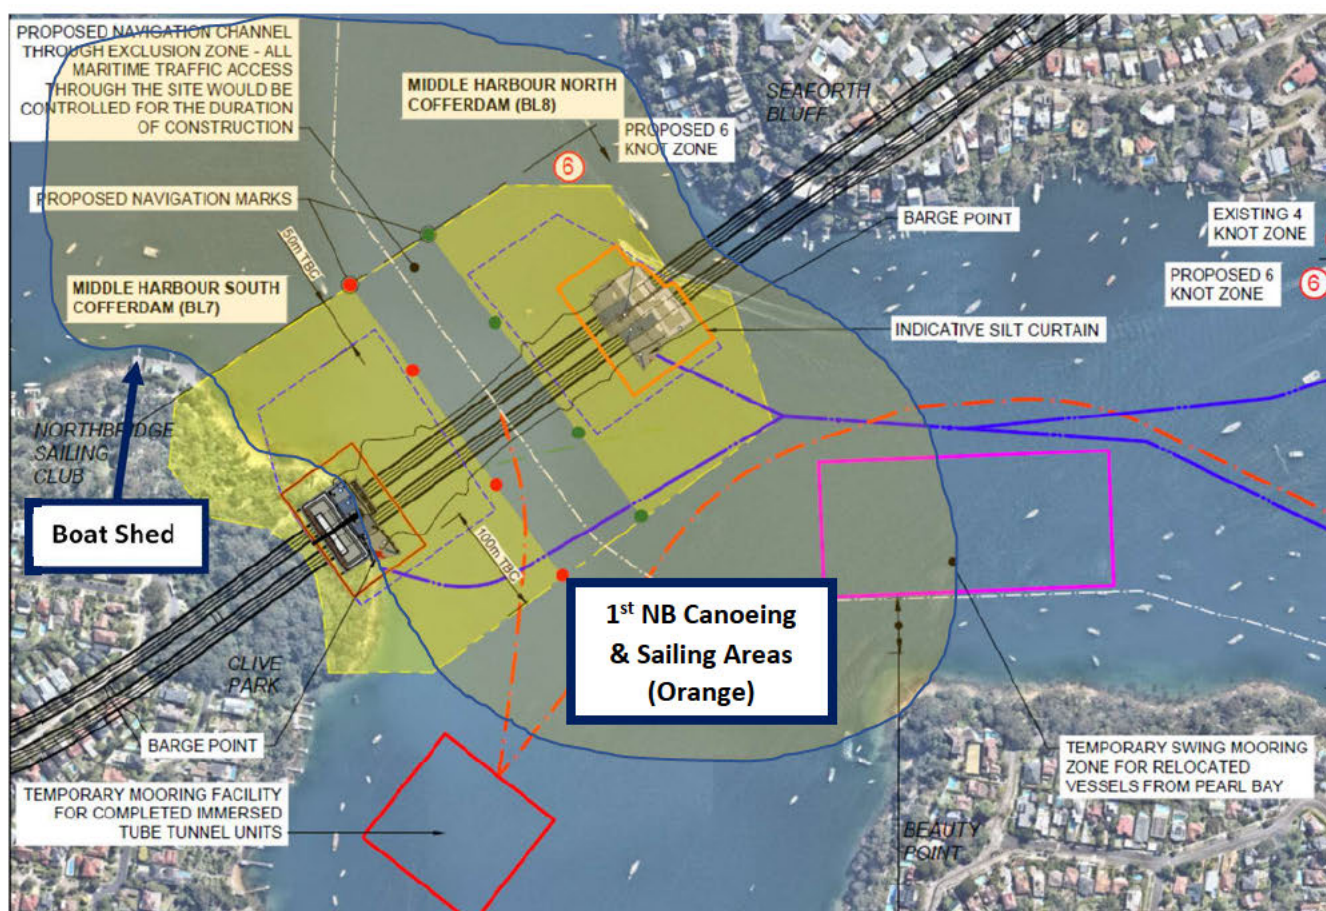 PROPOSED NAVIGATION CHANNEL
THROUGH EXCLUSION ZONE - ALL
MARITIME TRAFFIC ACCESS
THROUGH THE SITE WOULD BE
CONTROLLED FOR THE DURATION
OF CONSTRUCTION
MIDDLE HARBOUR NORTH
COFFERDAM (BL8)
PROPOSED 6
KNOT ZONE
6
SEAFORTH
BLUFF
PROPOSED NAVIGATION MARKS
BARGE POINT
EXISTING 4
KNOT ZONE
PROPOSED 6
KNOT ZONE
6
50m TBC
MIDDLE HARBOUR SOUTH
COFFERDAM (BL7)
INDICATIVE SILT CURTAIN
NORTHBRIDGE
SAILING
CLUB
Boat Shed
100m TBC
1st NB Canoeing
& Sailing Areas
(Orange)
CLIVE
PARK
BARGE POINT
TEMPORARY MOORING FACILITY
FOR COMPLETED IMMERSED
TUBE TUNNEL UNITS
TEMPORARY SWING MOORING
ZONE FOR RELOCATED
VESSELS FROM PEARL BAY
BEAUTY
POINT